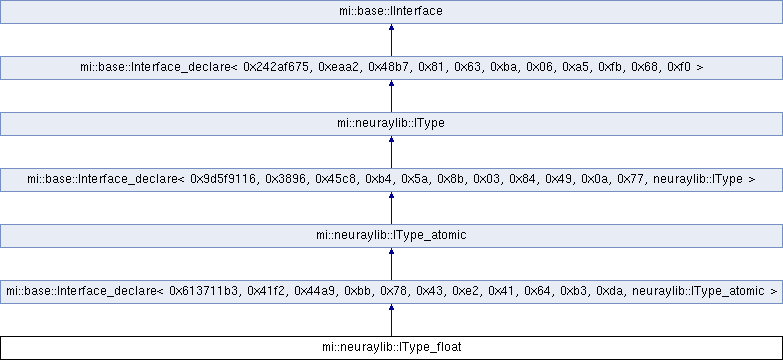 mi::base::IInterface
mi::base::Interface_declare< 0x242af675, 0xeaa2, 0x48b7, 0x81, 0x63, 0xba, 0x06, 0xa5, 0xfb, 0x68, 0xf0 >
mi::neuraylib::IType
mi::base::Interface_declare< 0x9d5f9116, 0x3896, 0x45c8, 0xb4, 0x5a, 0x8b, 0x03, 0x84, 0x49, 0x0a, 0x77, neuraylib::IType >
mi::neuraylib::IType_atomic
mi::base::Interface_declare< 0x613711b3, 0x41f2, 0x44a9, 0xbb, 0x78, 0x43, 0xe2, 0x41, 0x64, 0xb3, 0xda, neuraylib::IType_atomic >
mi::neuraylib::IType_float